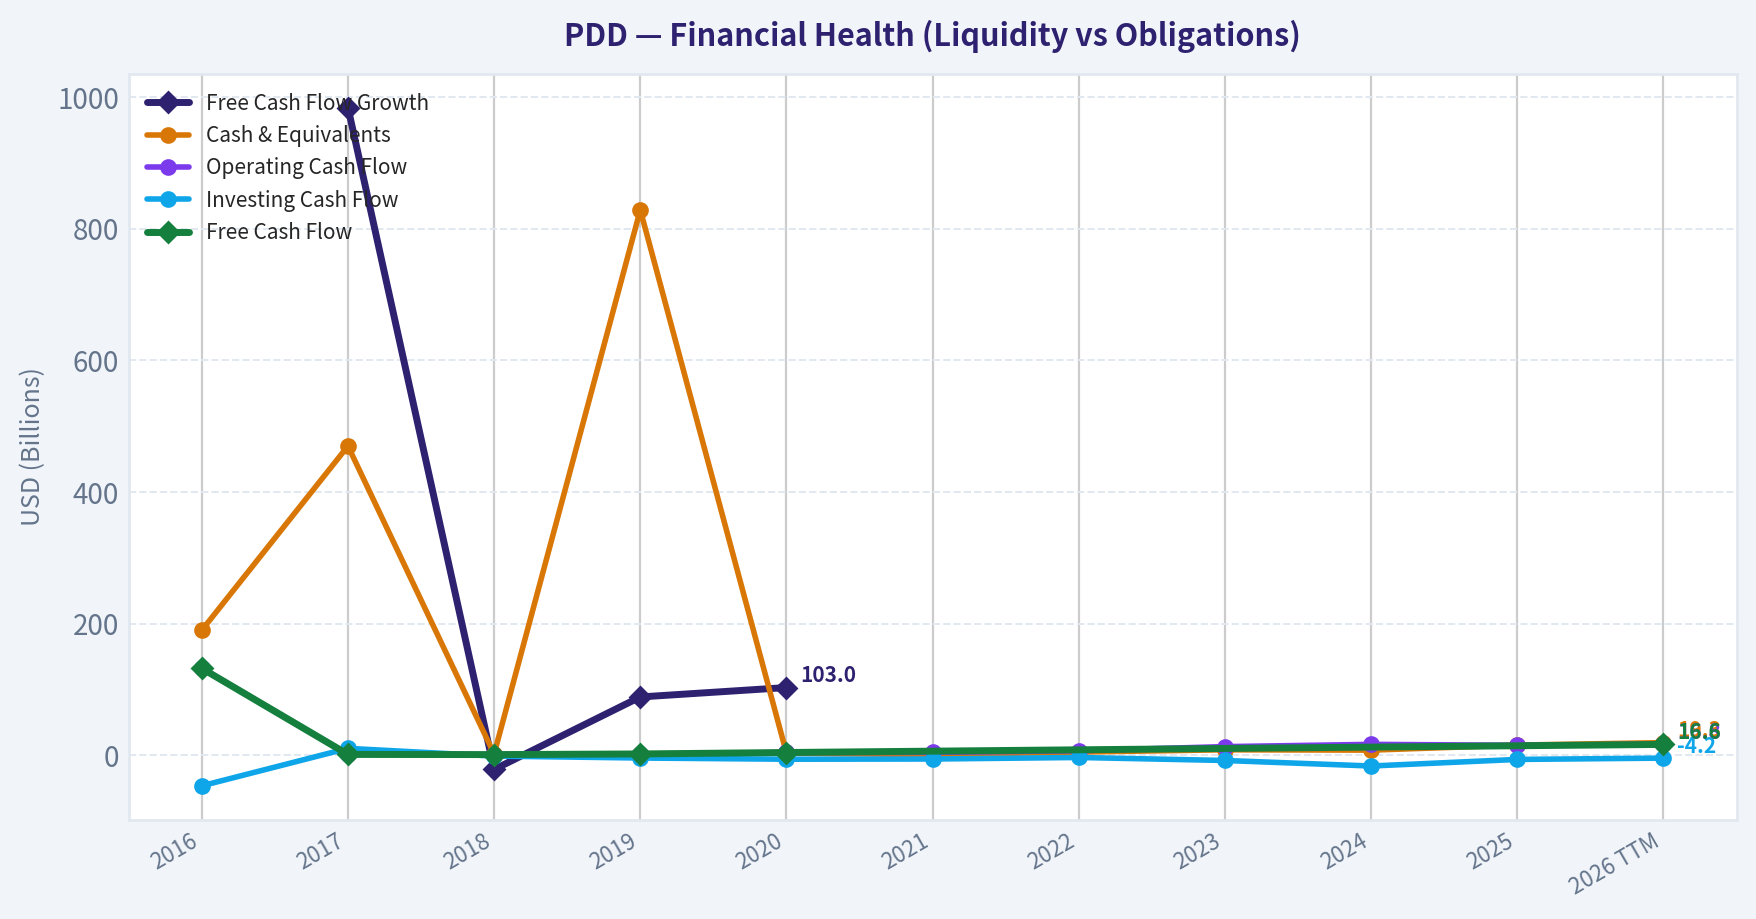 PDD — Financial Health (Liquidity vs Obligations)
Free Cash Flow Growth
Cash & Equivalents
Operating Cash Flow
Investing Cash Flow
Free Cash Flow
USD (Billions)
1000
800
600
400
200
0
103.0
16.6
-4.2
2016
2017
2018
2019
2020
2021
2022
2023
2024
2025
2026 TTM